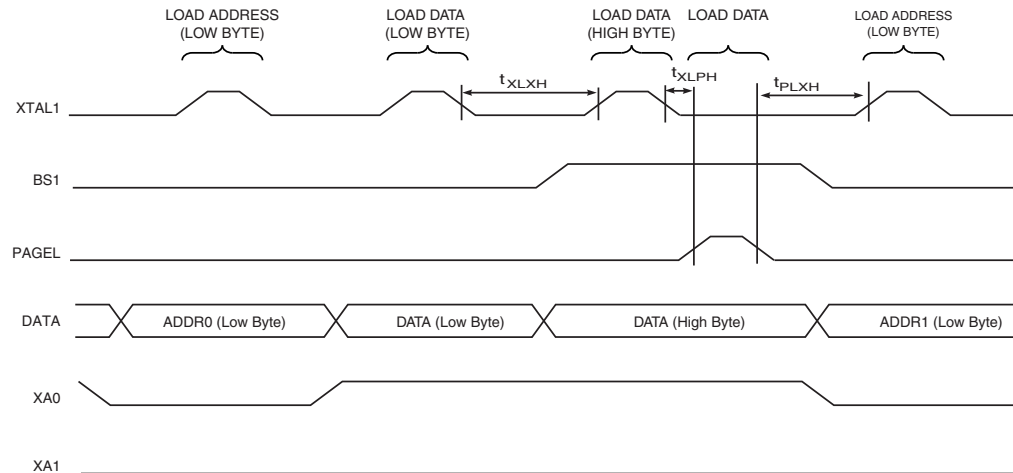 LOAD ADDRESS
(LOW BYTE)
LOAD DATA
(LOW BYTE)
LOAD DATA
(HIGH BYTE)
LOAD DATA
LOAD ADDRESS
(LOW BYTE)
tXLXH
tXLPH
tPLXH
XTAL1
BS1
PAGEL
DATA
ADDR0 (Low Byte)
DATA (Low Byte)
DATA (High Byte)
ADDR1 (Low Byte)
XA0
XA1